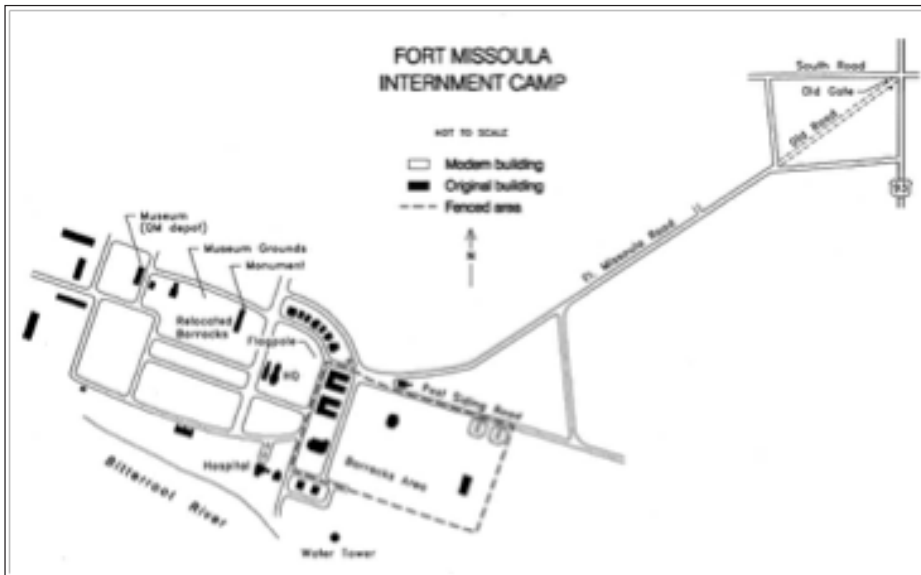 FORT MISSOULA
INTERNMENT CAMP
NOT TO SCALE
Modern building
Original building
Fenced area
N
South Road
Old Gate
Old Road
93
Ft. Missoula Road
Museum
(QM depot)
Museum Grounds
Monument
Relocated
Barracks
Flagpole
HQ
Post Siding Road
Barracks Area
Hospital
Bitterroot River
Water Tower